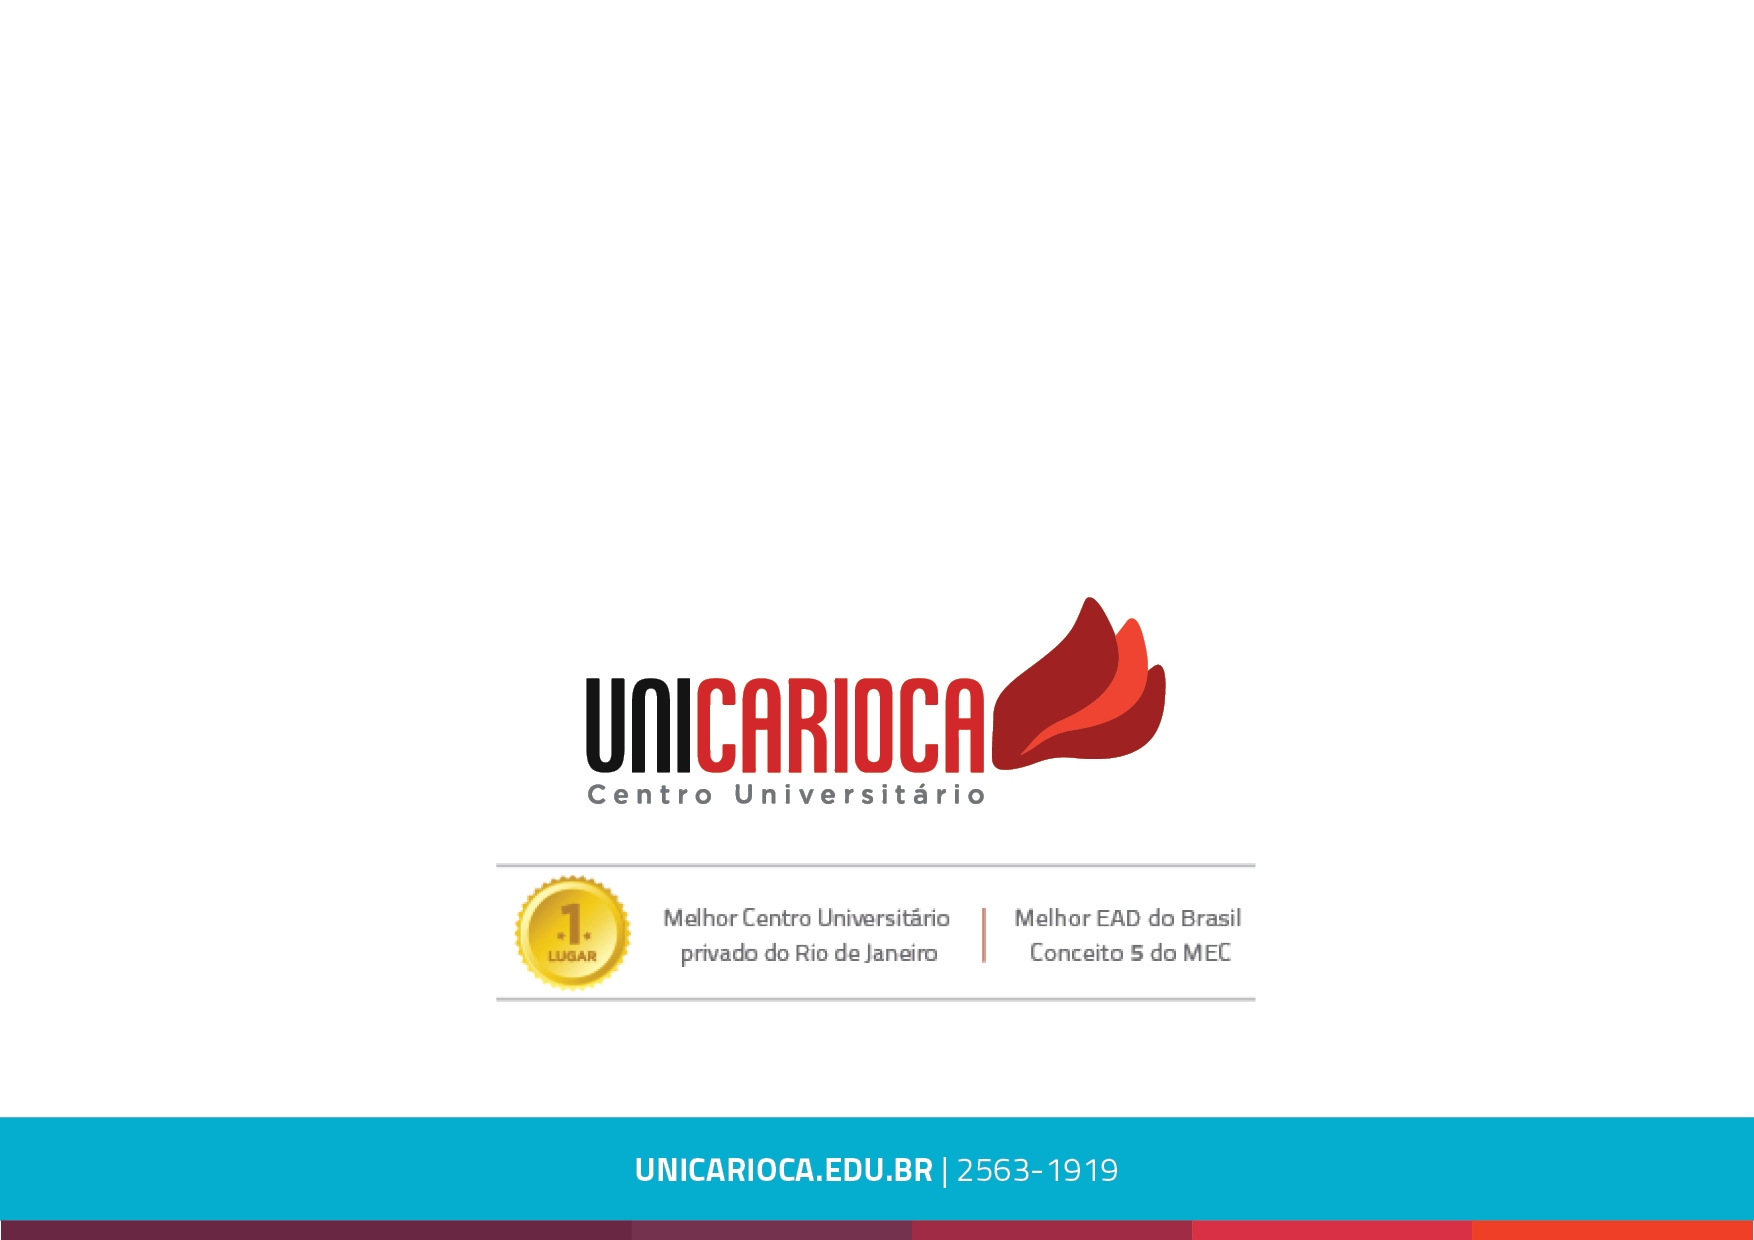 UNICARIOCA
Centro Universitário
1
LUGAR
Melhor Centro Universitário
privado do Rio de Janeiro
Melhor EAD do Brasil
Conceito 5 do MEC
UNICARIOCA.EDU.BR | 2563-1919